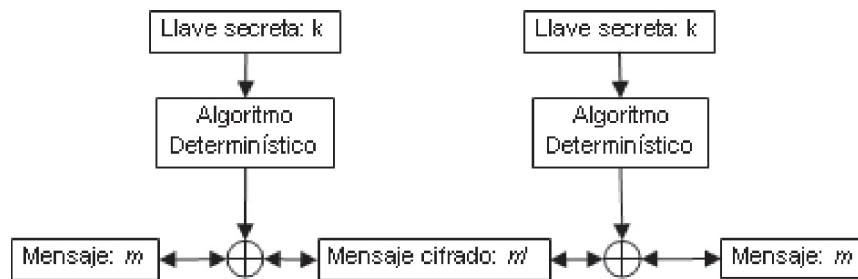 Llave secreta: k
Llave secreta: k
Algoritmo
Determinístico
Algoritmo
Determinístico
Mensaje: m
Mensaje cifrado: m'
Mensaje: m